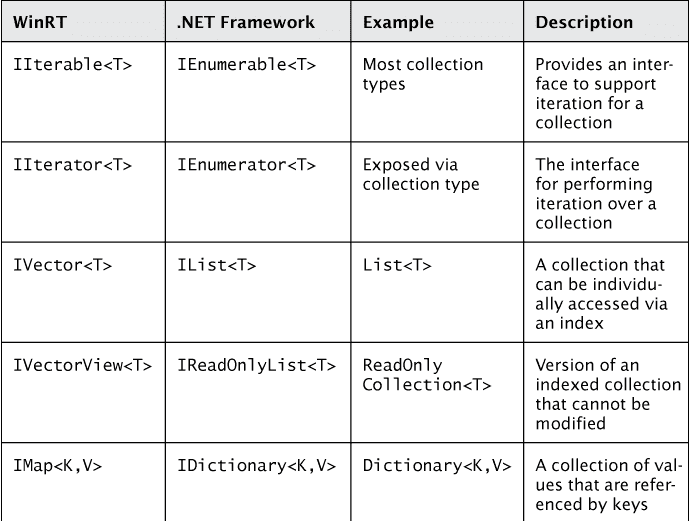 WinRT .NET Framework Example Description
IIterable<T> IEnumerable<T> Most collection Provides an inter-
types face to support
iteration for a
collection
IIterator<T> IEnumerator<T> Exposed via The interface
collection type for performing
iteration over a
collection
IVector<T> IList<T> List<T> A collection that
can be individu-
ally accessed via
an index
IVectorView<T> IReadOnlyList<T> ReadOnly Version of an
Collection<T> indexed collection
that cannot be
modified
IMap<K,V> IDictionary<K,V> Dictionary<K,V> A collection of val-
ues that are refer-
enced by keys